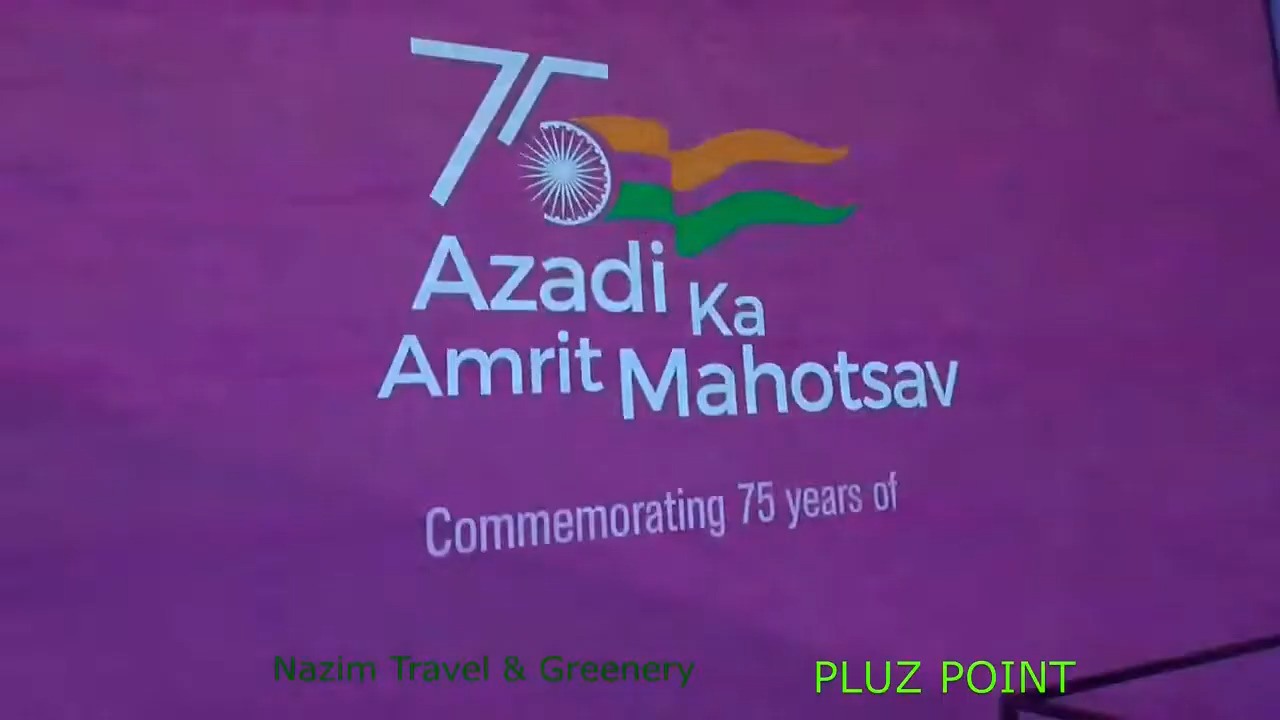 75
Azadi Ka
Amrit Mahotsav
Commemorating 75 years of
Nazim Travel & Greenery
PLUZ POINT